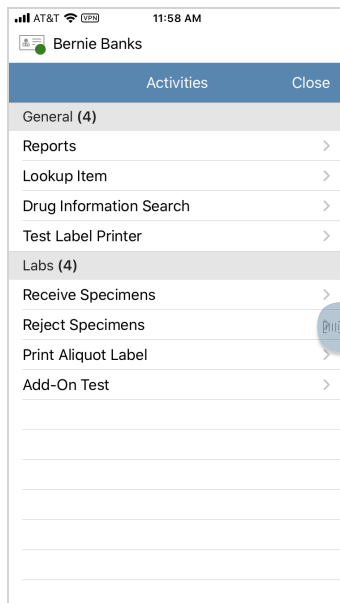 AT&T VPN 11:58 AM
Bernie Banks
Activities Close
General (4)
Reports
Lookup Item
Drug Information Search
Test Label Printer
Labs (4)
Receive Specimens
Reject Specimens
Print Aliquot Label
Add-On Test